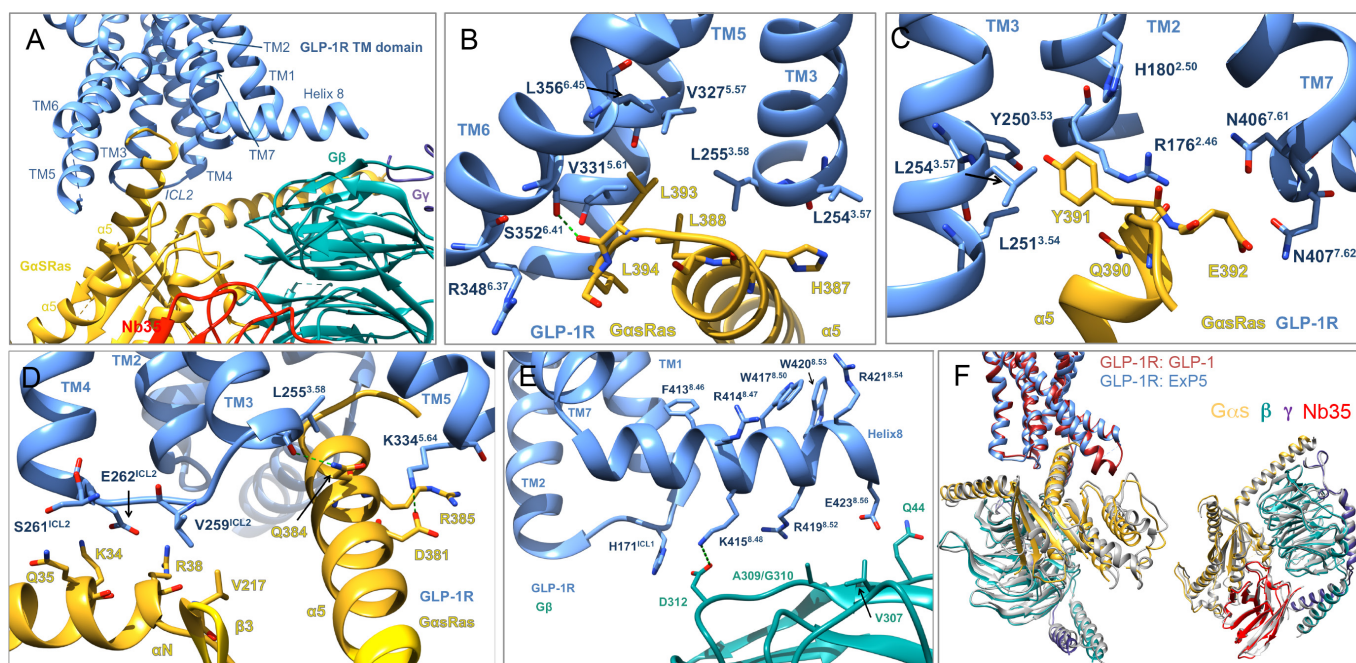 A
TM2
GLP-1R TM domain
TM1
TM6
Helix 8
TM3
TM7
TM5
TM4
ICL2
Gβ
Gγ
α5
GαSRas
α5
Nb35
B
TM5
TM3
L356^6.45
V327^5.57
TM6
V331^5.61
L255^3.58
L393
L254^3.57
S352^6.41
L388
L394
H387
R348^6.37
GLP-1R
GαsRas
α5
C
TM3
TM2
H180^2.50
TM7
Y250^3.53
N406^7.61
R176^2.46
L254^3.57
Y391
L251^3.54
N407^7.62
Q390
E392
α5
GαsRas
GLP-1R
D
TM2
TM4
TM3
L255^3.58
TM5
K334^5.64
E262^ICL2
S261^ICL2
V259^ICL2
R385
Q384
K34
D381
Q35
R38
V217
GLP-1R
α5
GαsRas
β3
αN
E
TM1
W420^8.53
W417^8.50
F413^8.46
R421^8.54
TM7
R414^8.47
Helix8
TM2
E423^8.56
Q44
R419^8.52
H171^ICL1
K415^8.48
A309/G310
GLP-1R
Gβ
D312
V307
F
GLP-1R: GLP-1
GLP-1R: ExP5
Gαs β γ Nb35